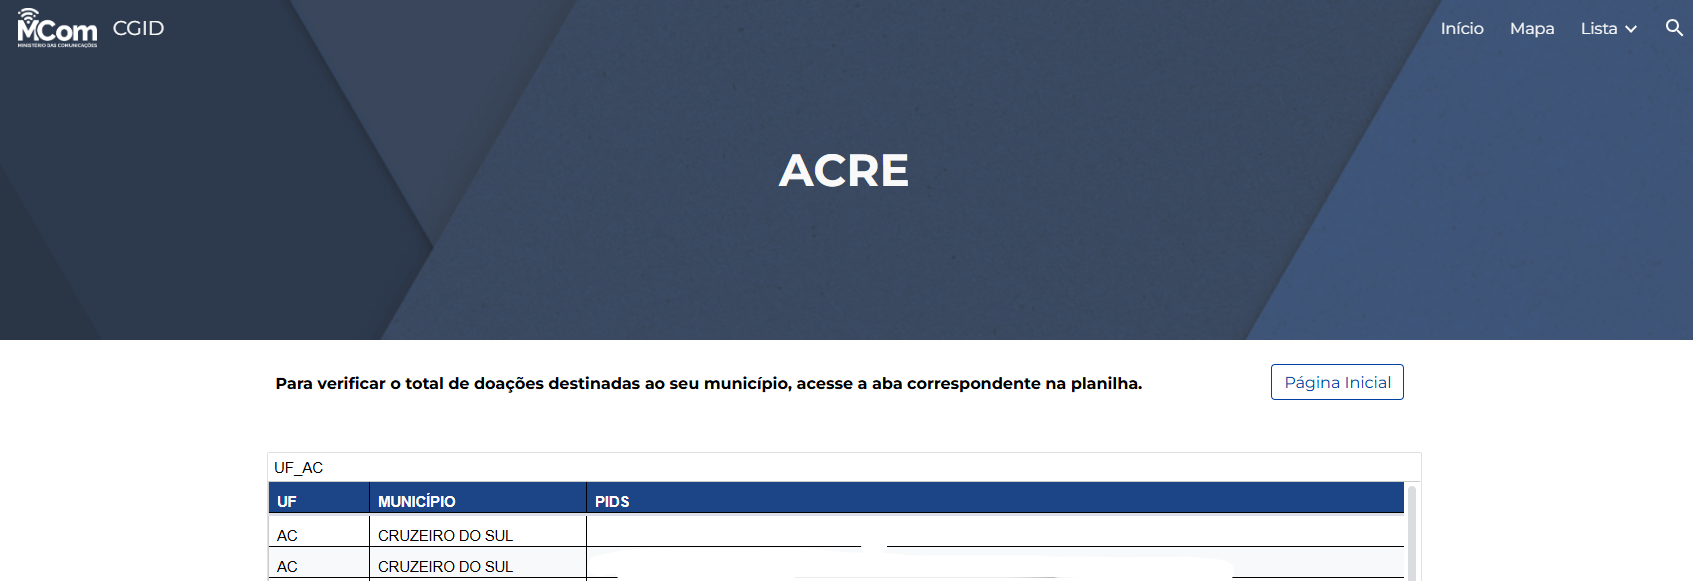 MCom
MINISTÉRIO DAS COMUNICAÇÕES
CGID
Início
Mapa
Lista
ACRE
Para verificar o total de doações destinadas ao seu município, acesse a aba correspondente na planilha.
Página Inicial
UF_AC
UF MUNICÍPIO PIDS
AC CRUZEIRO DO SUL
AC CRUZEIRO DO SUL